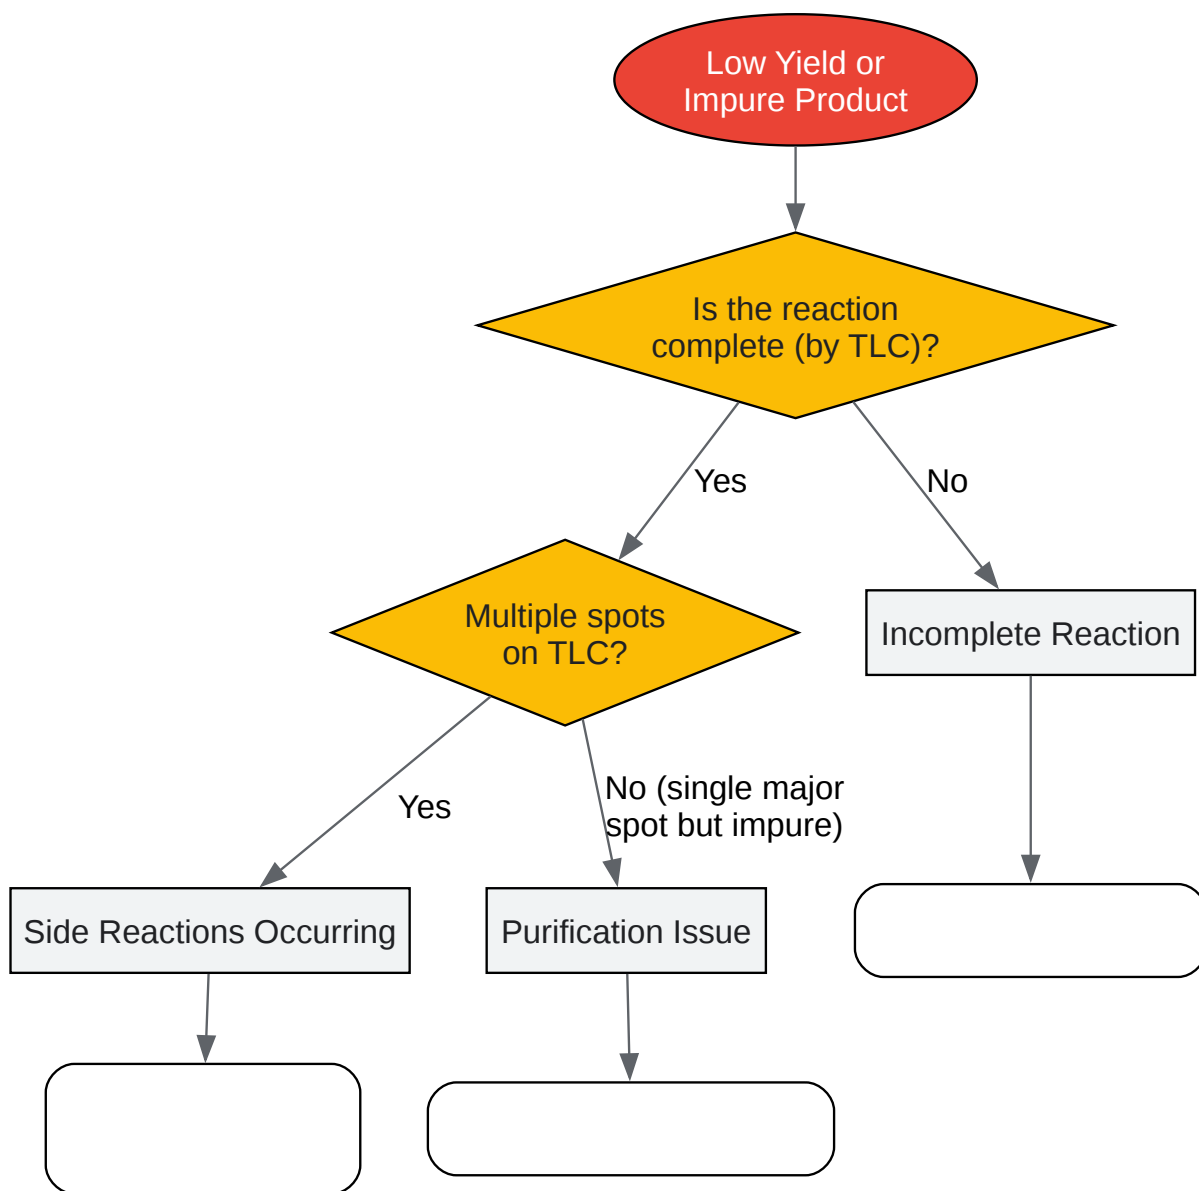 Low Yield or
Impure Product
Is the reaction
complete (by TLC)?
Yes
No
Multiple spots
on TLC?
Incomplete Reaction
Yes
No (single major
spot but impure)
Side Reactions Occurring
Purification Issue